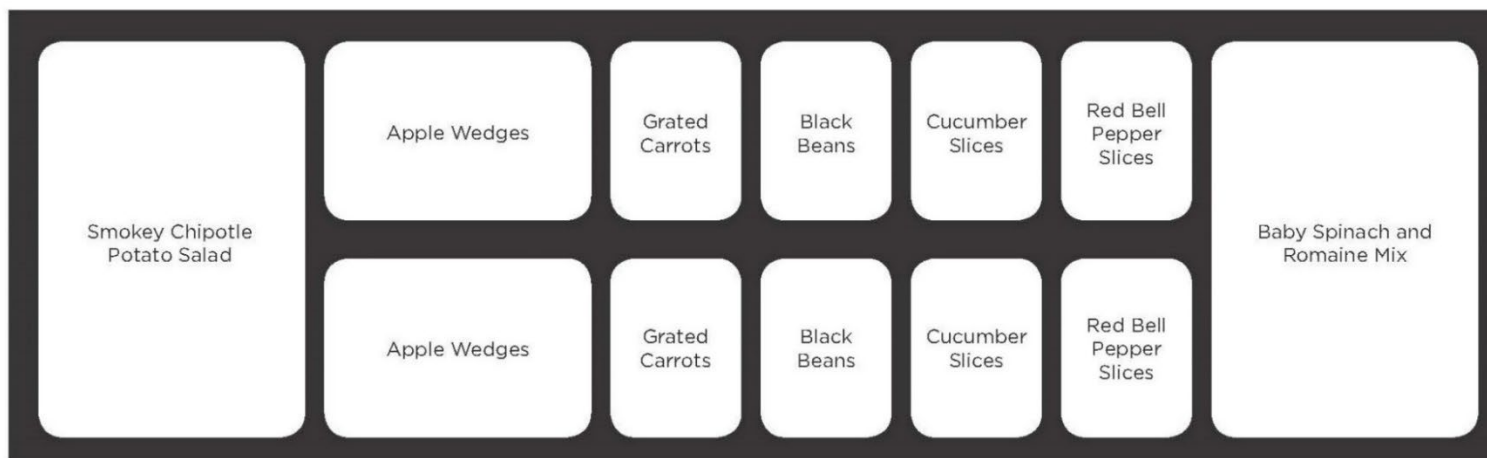 Smokey Chipotle
Potato Salad
Apple Wedges
Grated
Carrots
Black
Beans
Cucumber
Slices
Red Bell
Pepper
Slices
Apple Wedges
Grated
Carrots
Black
Beans
Cucumber
Slices
Red Bell
Pepper
Slices
Baby Spinach and
Romaine Mix